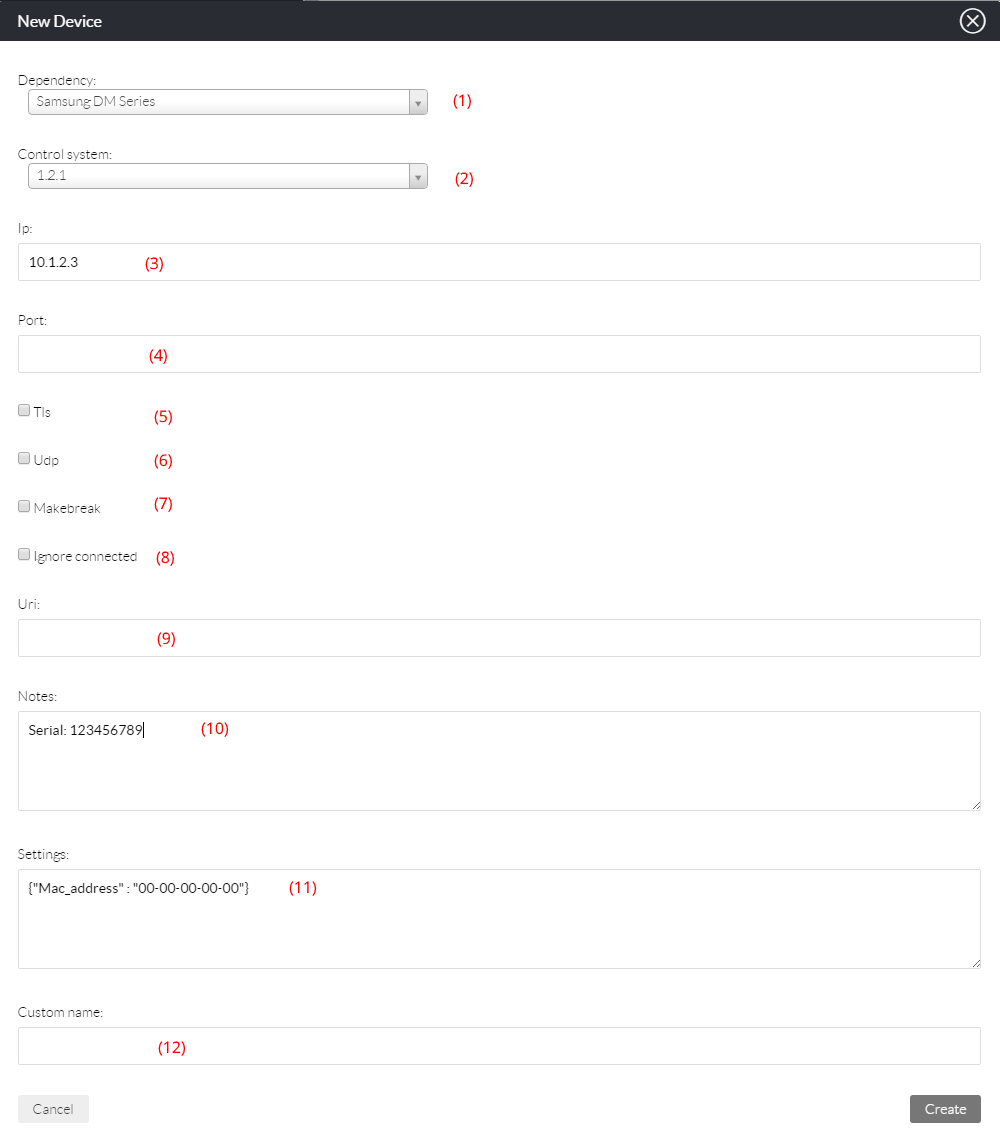 New Device
Dependency:
Samsung DM Series (1)
Control system:
1.2.1 (2)
Ip:
10.1.2.3 (3)
Port:
(4)
Tls (5)
Udp (6)
Makebreak (7)
Ignore connected (8)
Uri:
(9)
Notes:
Serial: 123456789 (10)
Settings:
{"Mac_address" : "00-00-00-00-00"} (11)
Custom name:
(12)
Cancel Create